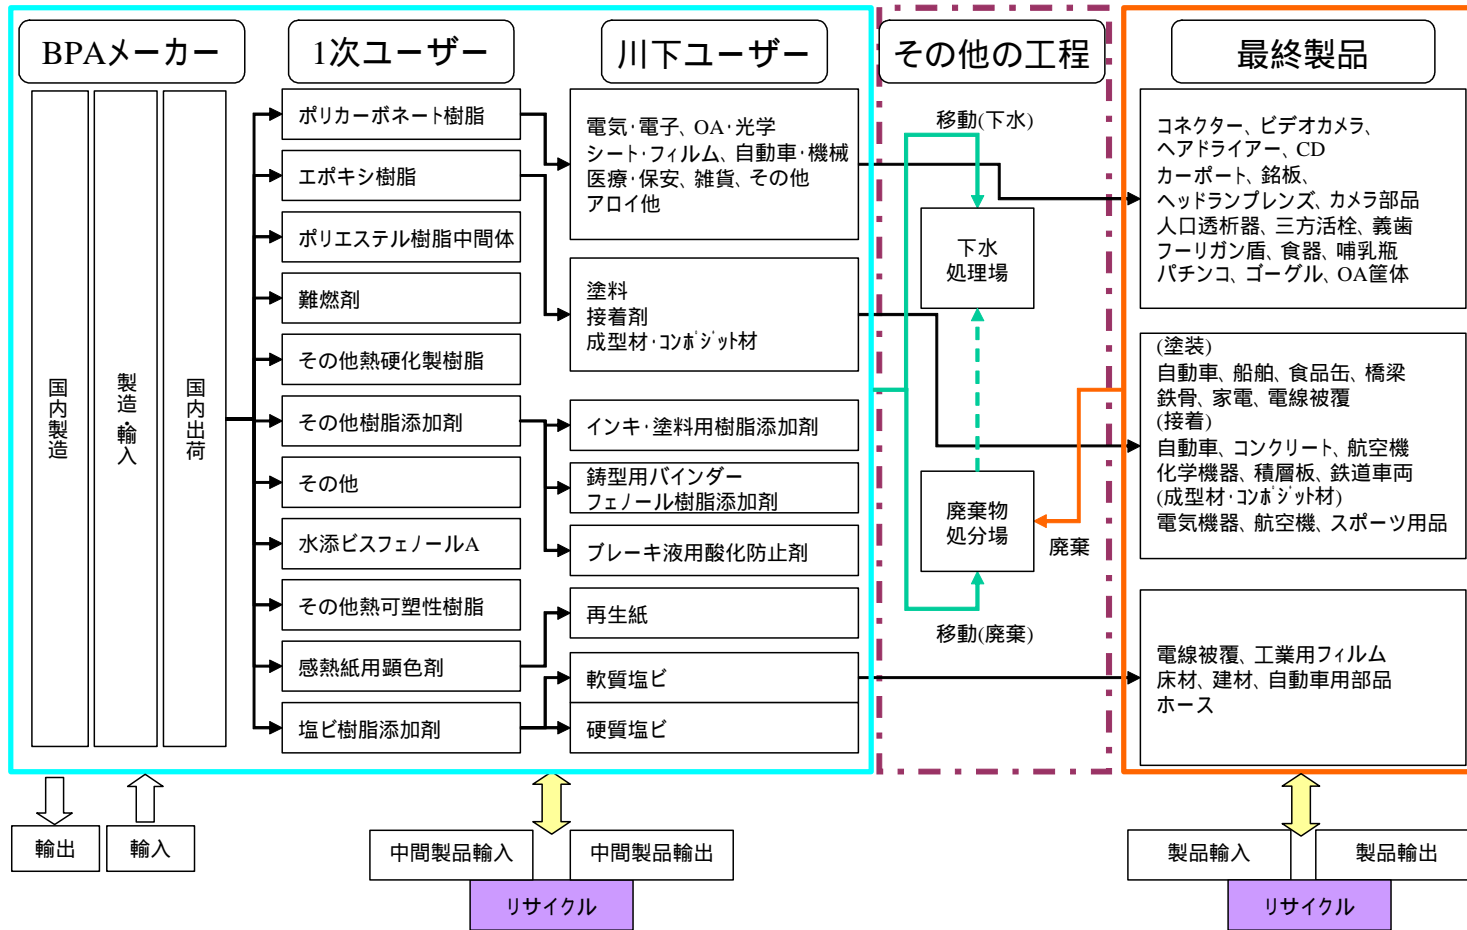 BPAメーカー
1次ユーザー
川下ユーザー
その他の工程
最終製品
国内製造
製造・輸入
国内出荷
ポリカーボネート樹脂
エポキシ樹脂
ポリエステル樹脂中間体
難燃剤
その他熱硬化製樹脂
その他樹脂添加剤
その他
水添ビスフェノールA
その他熱可塑性樹脂
感熱紙用顕色剤
塩ビ樹脂添加剤
電気・電子、OA・光学
シート・フィルム、自動車・機械
医療・保安、雑貨、その他
アロイ他
塗料
接着剤
成型材・コンポジット材
インキ・塗料用樹脂添加剤
鋳型用バインダー
フェノール樹脂添加剤
ブレーキ液用酸化防止剤
再生紙
軟質塩ビ
硬質塩ビ
移動(下水)
下水
処理場
廃棄物
処分場
廃棄
移動(廃棄)
コネクター、ビデオカメラ、
ヘアドライアー、CD
カーポート、銘板、
ヘッドランプレンズ、カメラ部品
人口透析器、三方活栓、義歯
フーリガン盾、食器、哺乳瓶
パチンコ、ゴーグル、OA筐体
(塗装)
自動車、船舶、食品缶、橋梁
鉄骨、家電、電線被覆
(接着)
自動車、コンクリート、航空機
化学機器、積層板、鉄道車両
(成型材・コンポジット材)
電気機器、航空機、スポーツ用品
電線被覆、工業用フィルム
床材、建材、自動車用部品
ホース
輸出
輸入
中間製品輸入
中間製品輸出
リサイクル
製品輸入
製品輸出
リサイクル